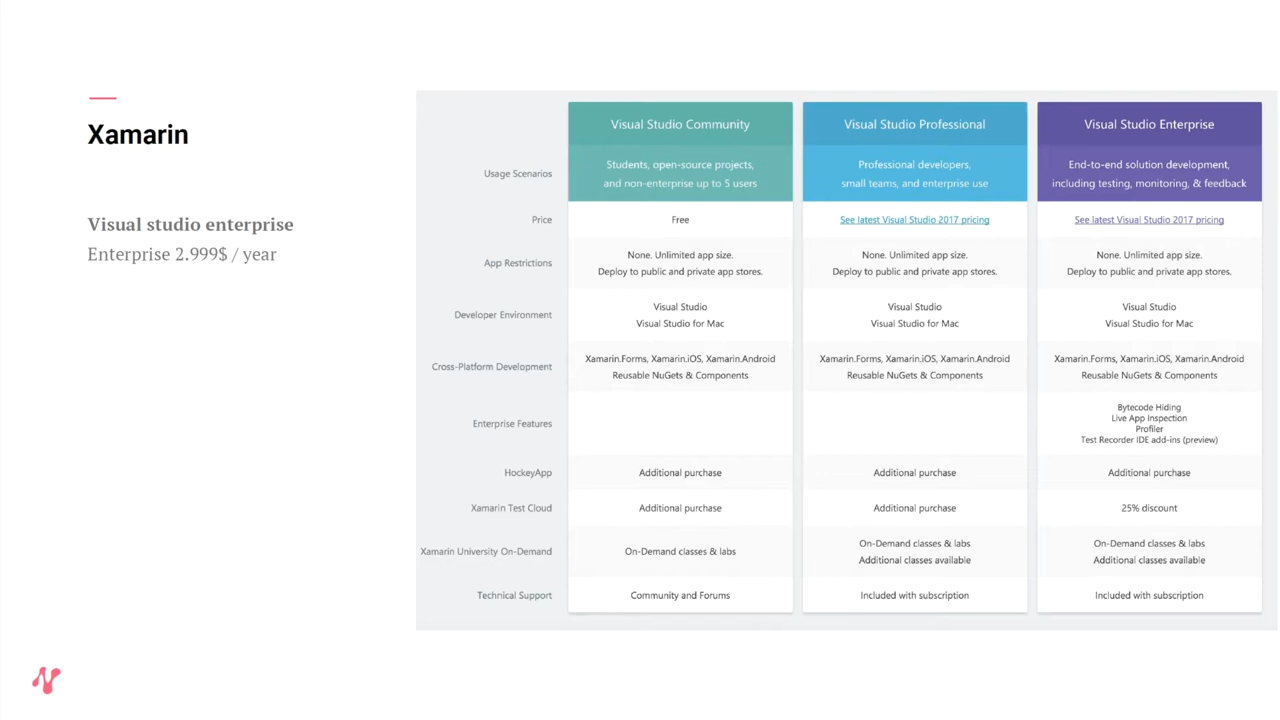 Xamarin
Visual studio enterprise
Enterprise 2.999$ / year
Visual Studio Community
Visual Studio Professional
Visual Studio Enterprise
Usage Scenarios
Students, open-source projects,
and non-enterprise up to 5 users
Professional developers,
small teams, and enterprise use
End-to-end solution development,
including testing, monitoring, & feedback
Price
Free
See latest Visual Studio 2017 pricing
See latest Visual Studio 2017 pricing
App Restrictions
None. Unlimited app size.
Deploy to public and private app stores.
None. Unlimited app size.
Deploy to public and private app stores.
None. Unlimited app size.
Deploy to public and private app stores.
Developer Environment
Visual Studio
Visual Studio for Mac
Visual Studio
Visual Studio for Mac
Visual Studio
Visual Studio for Mac
Cross-Platform Development
Xamarin.Forms, Xamarin.iOS, Xamarin.Android
Reusable NuGets & Components
Xamarin.Forms, Xamarin.iOS, Xamarin.Android
Reusable NuGets & Components
Xamarin.Forms, Xamarin.iOS, Xamarin.Android
Reusable NuGets & Components
Enterprise Features
Bytecode Hiding
Live App Inspection
Profiler
Test Recorder IDE add-ins (preview)
HockeyApp
Additional purchase
Additional purchase
Additional purchase
Xamarin Test Cloud
Additional purchase
Additional purchase
25% discount
Xamarin University On-Demand
On-Demand classes & labs
On-Demand classes & labs
Additional classes available
On-Demand classes & labs
Additional classes available
Technical Support
Community and Forums
Included with subscription
Included with subscription